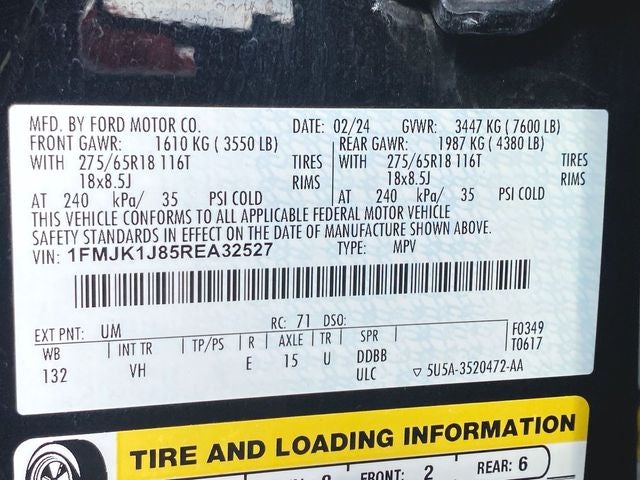 MFD. BY FORD MOTOR CO. DATE: 02/24 GVWR: 3447 KG ( 7600 LB)
FRONT GAWR: 1610 KG ( 3550 LB) REAR GAWR: 1987 KG ( 4380 LB)
WITH 275/65R18 116T TIRES WITH 275/65R18 116T TIRES
18x8.5J RIMS 18x8.5J RIMS
AT 240 kPa/ 35 PSI COLD AT 240 kPa/ 35 PSI COLD
THIS VEHICLE CONFORMS TO ALL APPLICABLE FEDERAL MOTOR VEHICLE
SAFETY STANDARDS IN EFFECT ON THE DATE OF MANUFACTURE SHOWN ABOVE.
VIN: 1FMJK1J85REA32527 TYPE: MPV
EXT PNT: UM RC: 71 DSO: F0349
WB INT TR TP/PS R AXLE TR SPR T0617
132 VH E 15 U DDBB
ULC ▽ 5U5A-3520472-AA
TIRE AND LOADING INFORMATION
FRONT: 2 REAR: 6